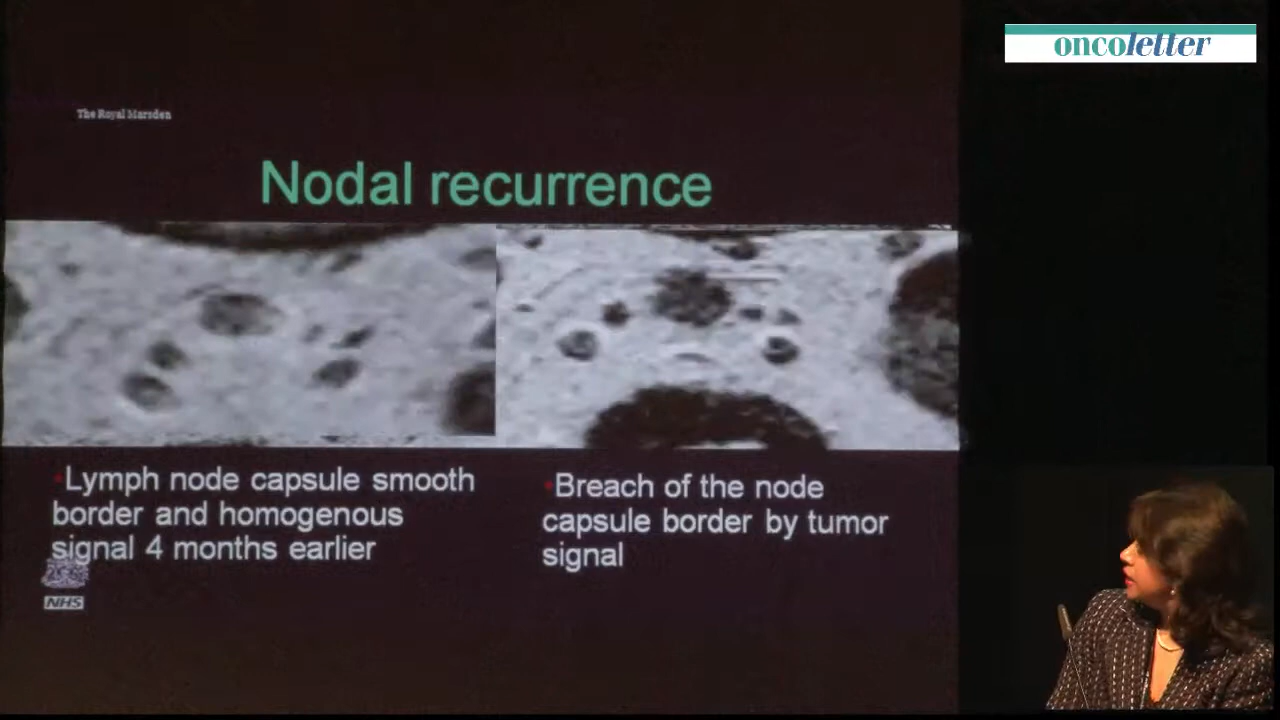 oncoletter
The Royal Marsden
Nodal recurrence
Lymph node capsule smooth
border and homogenous
signal 4 months earlier
Breach of the node
capsule border by tumor
signal
NHS